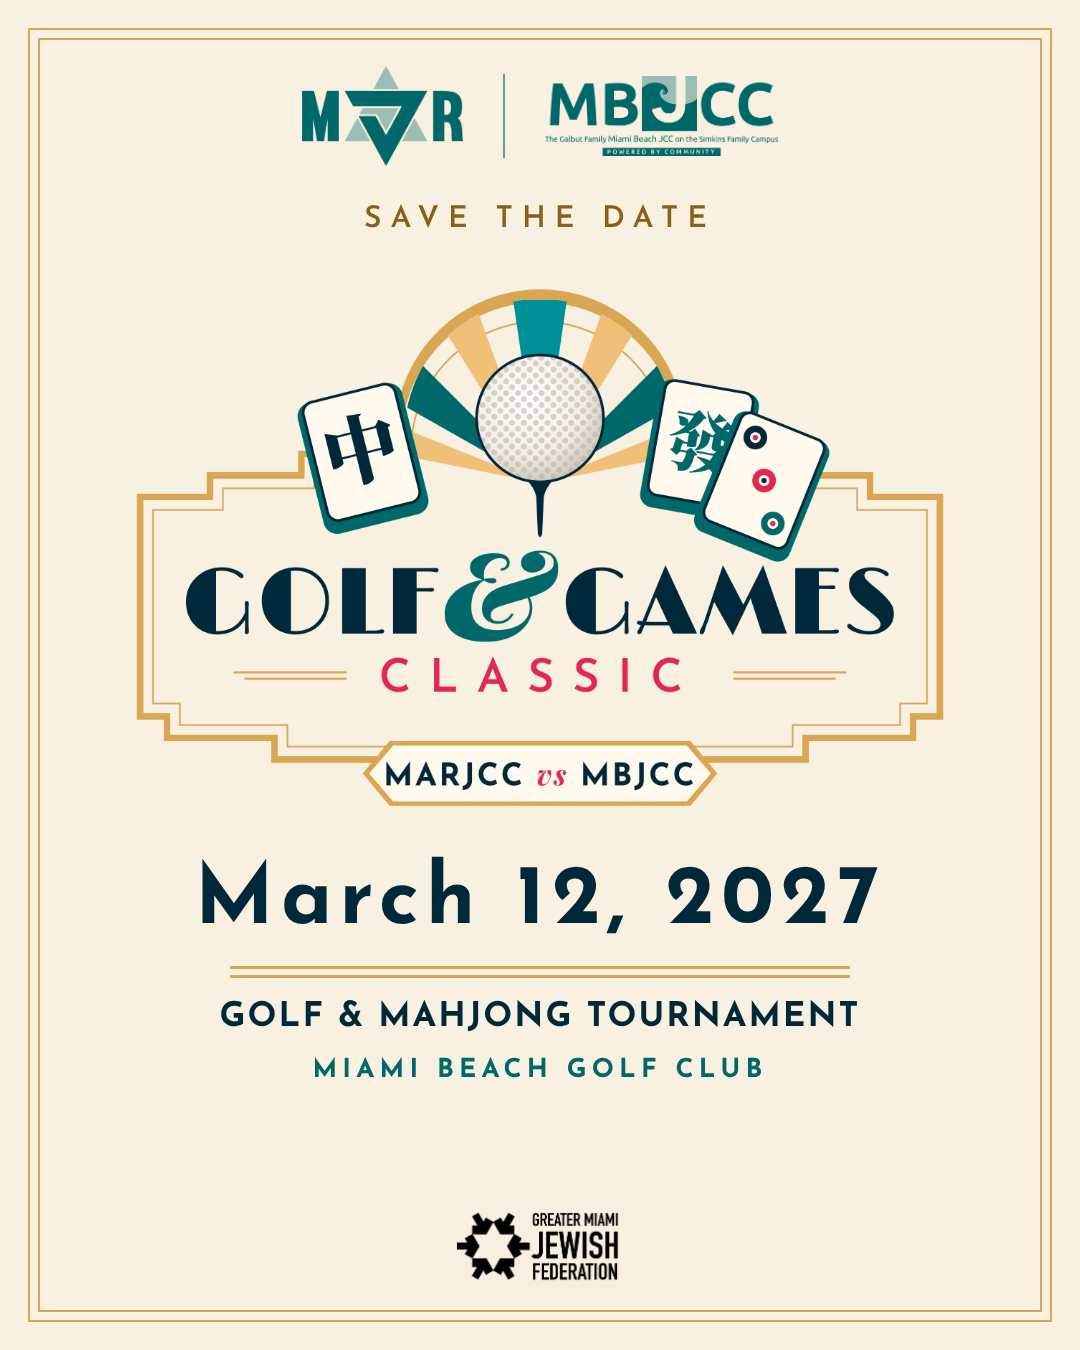 MAR
MBJCC
The Galbut Family Miami Beach JCC on the Simkins Family Campus
POWERED BY COMMUNITY
SAVE THE DATE
中
發
GOLF & GAMES
CLASSIC
MARJCC vs MBJCC
March 12, 2027
GOLF & MAHJONG TOURNAMENT
MIAMI BEACH GOLF CLUB
GREATER MIAMI
JEWISH
FEDERATION